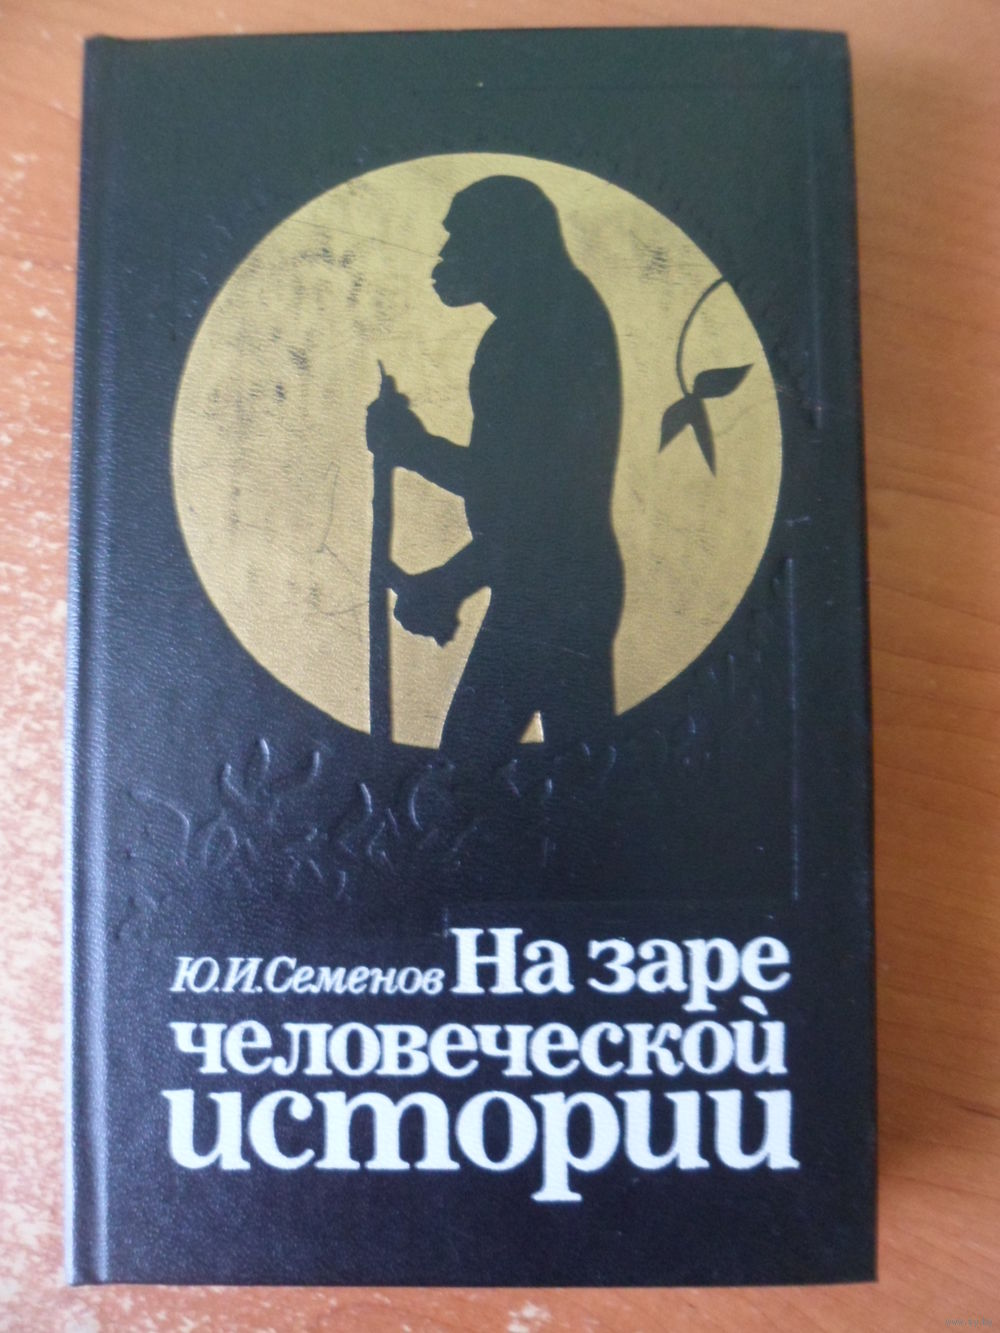 Ю.И.Семенов На заре
человеческой
истории